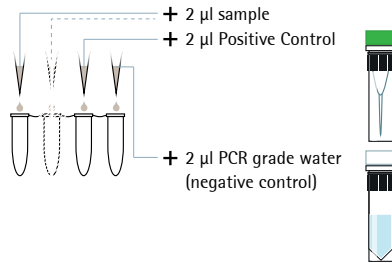 + 2 µl sample
+ 2 µl Positive Control
+ 2 µl PCR grade water
(negative control)